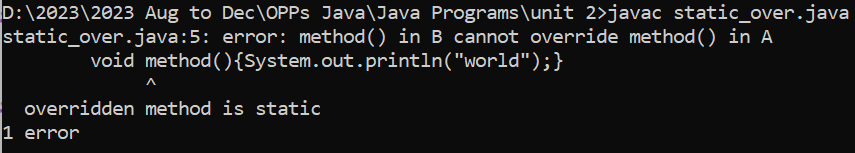 D:\2023\2023 Aug to Dec\OPPs Java\Java Programs\unit 2>javac static_over.java
static_over.java:5: error: method() in B cannot override method() in A
        void method(){System.out.println("world");}
             ^
  overridden method is static
1 error